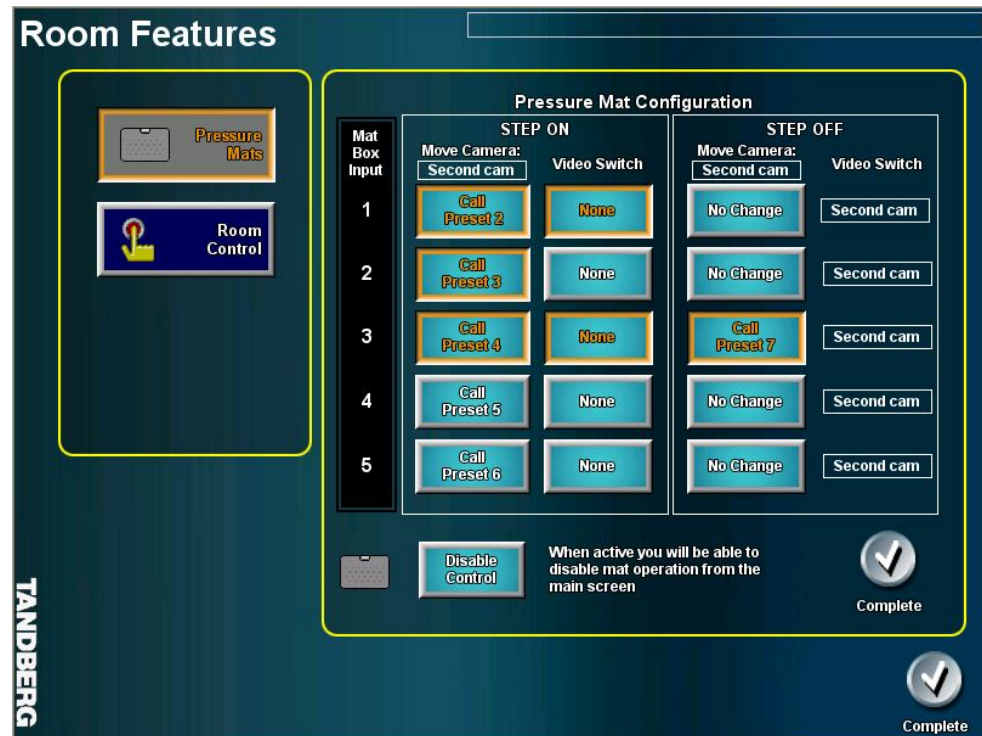 Room Features
Pressure
Mats
Room
Control
Pressure Mat Configuration
Mat
Box
Input
STEP ON
STEP OFF
Move Camera:
Second cam
Video Switch
Move Camera:
Second cam
Video Switch
1
Call
Preset 2
None
No Change
Second cam
2
Call
Preset 3
None
No Change
Second cam
3
Call
Preset 4
None
Call
Preset 7
Second cam
4
Call
Preset 5
None
No Change
Second cam
5
Call
Preset 6
None
No Change
Second cam
Disable
Control
When active you will be able to
disable mat operation from the
main screen
Complete
TANDBERG
Complete